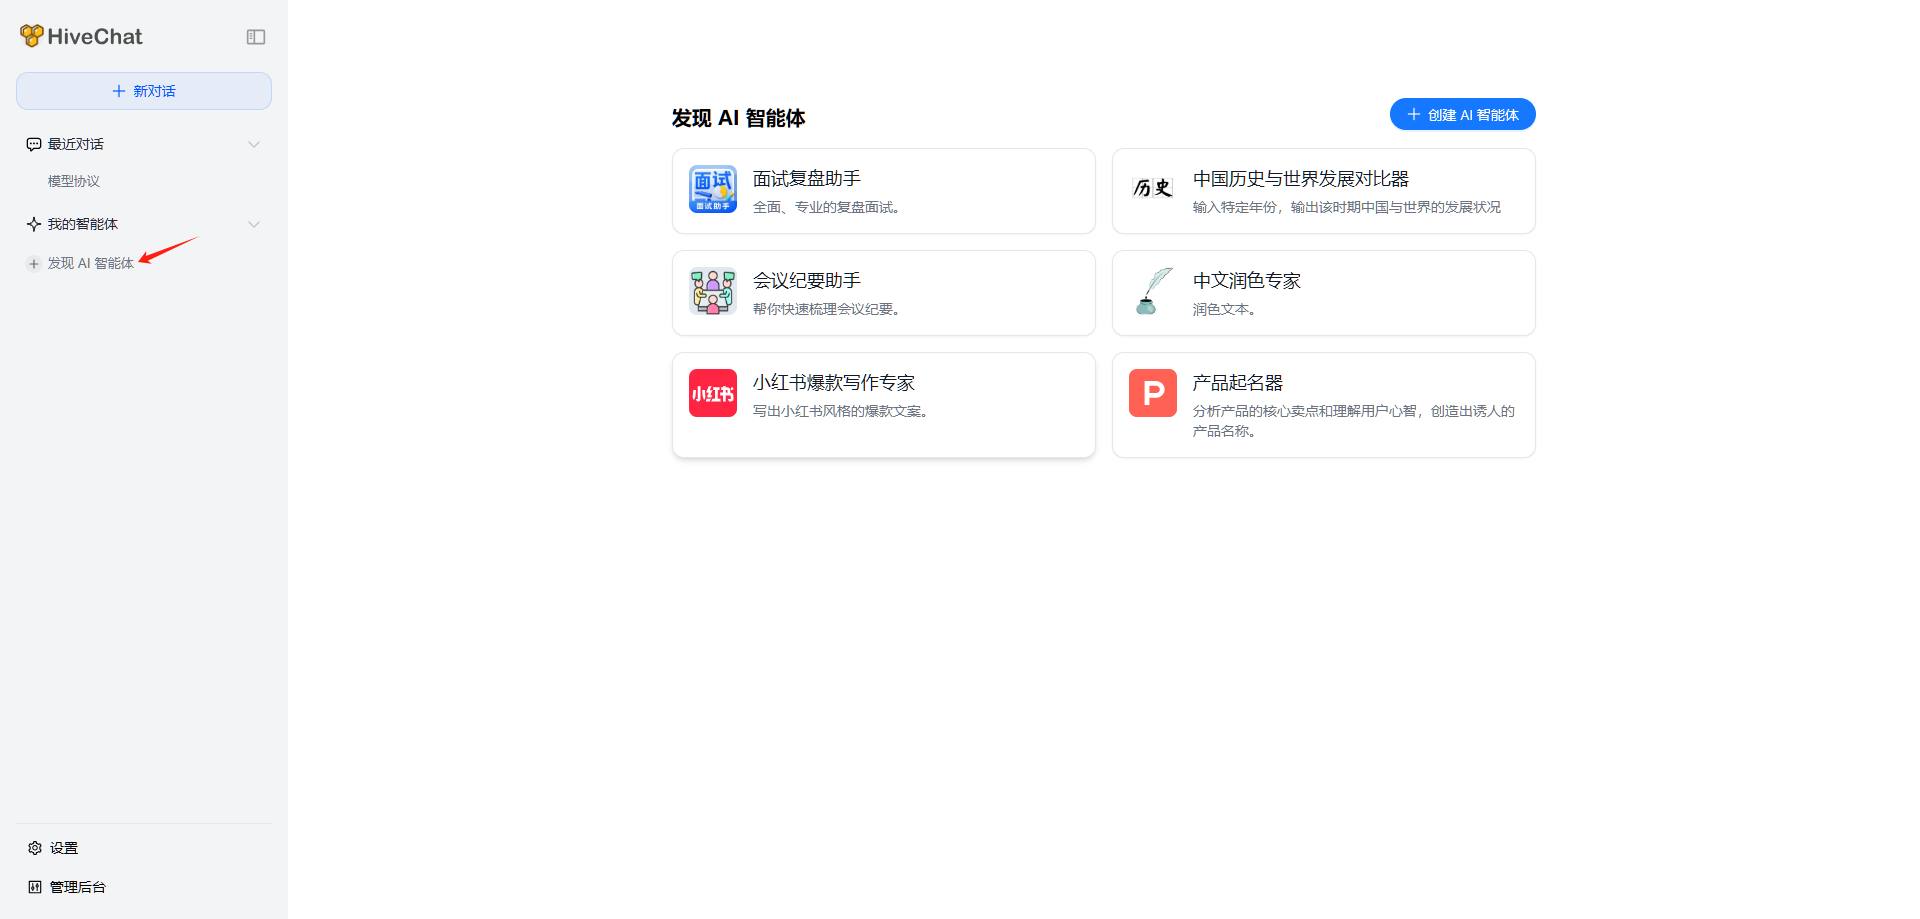 HiveChat
新对话
最近对话
模型协议
我的智能体
发现 AI 智能体
设置
管理后台
发现 AI 智能体
创建 AI 智能体
面试
面试助手
面试复盘助手
全面、专业的复盘面试。
历史
中国历史与世界发展对比器
输入特定年份，输出该时期中国与世界的发展状况
会议纪要助手
帮你快速梳理会议纪要。
中文润色专家
润色文本。
小红书
小红书爆款写作专家
写出小红书风格的爆款文案。
P
产品起名器
分析产品的核心卖点和理解用户心智，创造出诱人的
产品名称。